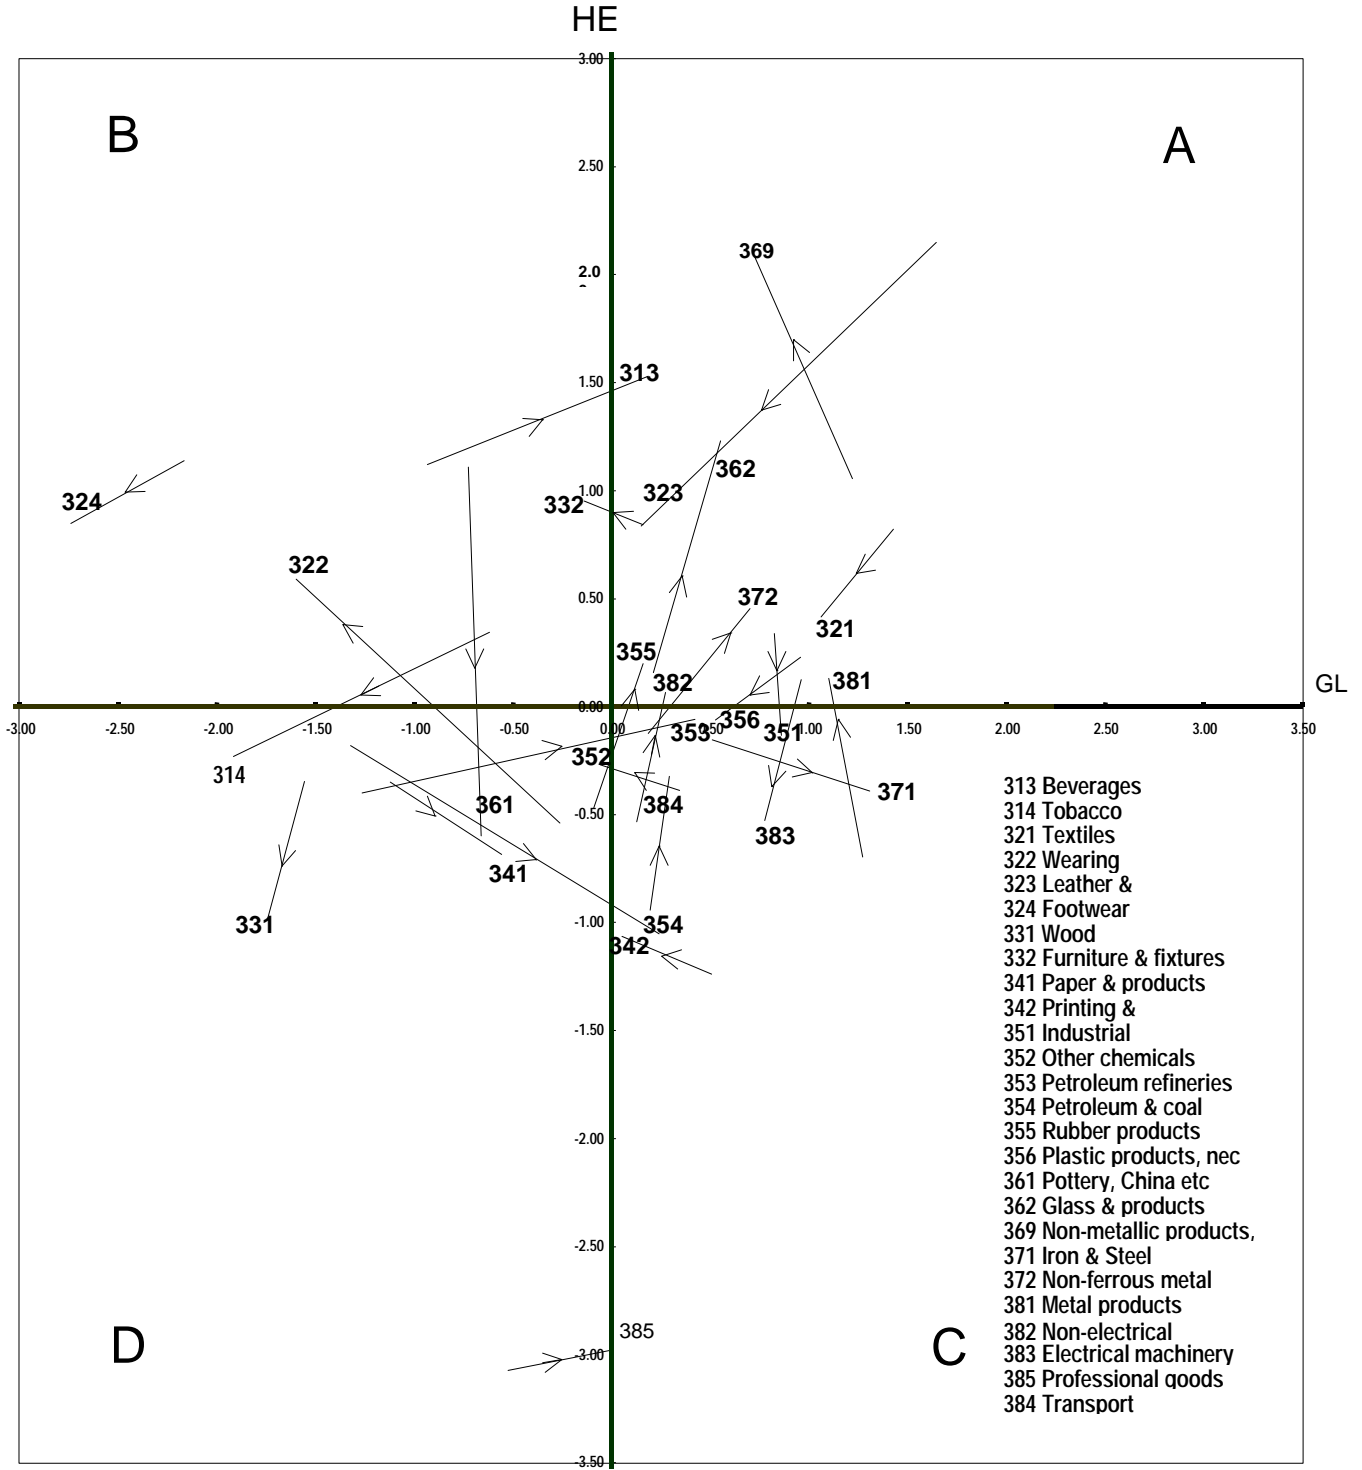 HE
3.00
B
A
2.50
369
2.0
313
1.50
362
324
1.00
323
332
322
0.50
372
321
355
382
381
GL
0.00
356
-3.00 -2.50 -2.00 -1.50 -1.00 -0.50 0.00 0.50 1.00 1.50 2.00 2.50 3.00 3.50
353
351
352
314
371
384
361
-0.50
383
341
331
354
-1.00
342
-1.50
-2.00
-2.50
385
-3.00
D
C
-3.50
313 Beverages
314 Tobacco
321 Textiles
322 Wearing
323 Leather &
324 Footwear
331 Wood
332 Furniture & fixtures
341 Paper & products
342 Printing &
351 Industrial
352 Other chemicals
353 Petroleum refineries
354 Petroleum & coal
355 Rubber products
356 Plastic products, nec
361 Pottery, China etc
362 Glass & products
369 Non-metallic products,
371 Iron & Steel
372 Non-ferrous metal
381 Metal products
382 Non-electrical
383 Electrical machinery
385 Professional goods
384 Transport